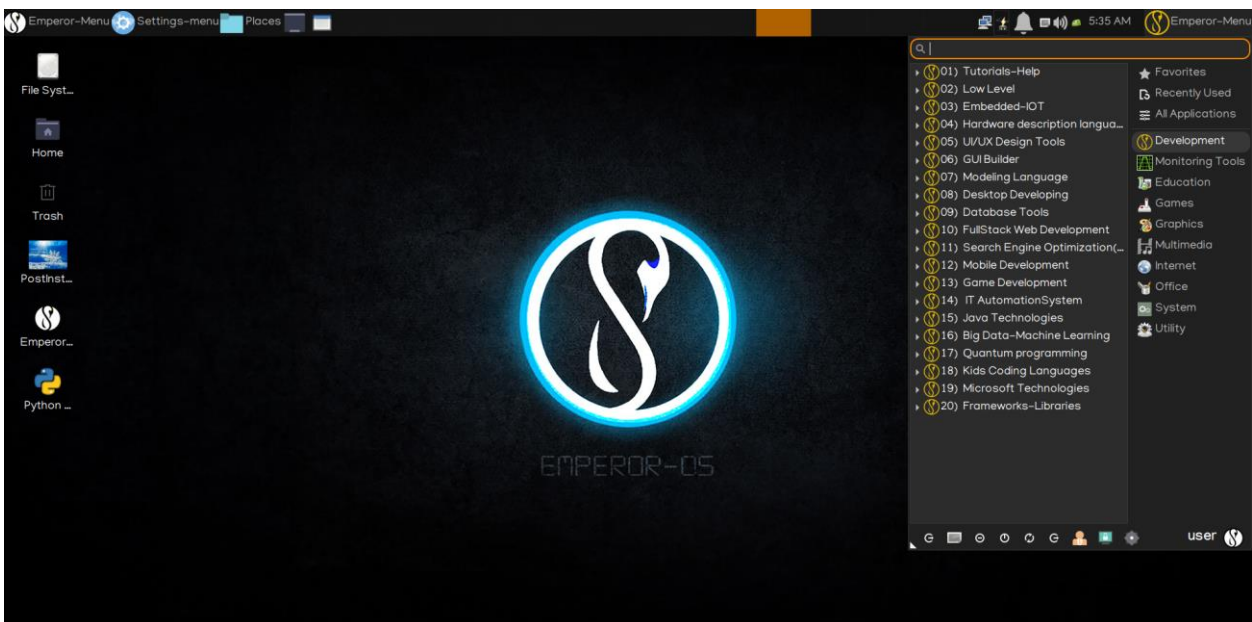 Emperor-Menu Settings-menu Places 5:35 AM Emperor-Menu
File Syst...
Home
Trash
PostInst...
Emperor...
Python ...
EMPEROR-OS
01) Tutorials-Help
02) Low Level
03) Embedded-IOT
04) Hardware description langua...
05) UI/UX Design Tools
06) GUI Builder
07) Modeling Language
08) Desktop Developing
09) Database Tools
10) FullStack Web Development
11) Search Engine Optimization(...
12) Mobile Development
13) Game Development
14) IT AutomationSystem
15) Java Technologies
16) Big Data-Machine Learning
17) Quantum programming
18) Kids Coding Languages
19) Microsoft Technologies
20) Frameworks-Libraries
Favorites
Recently Used
All Applications
Development
Monitoring Tools
Education
Games
Graphics
Multimedia
Internet
Office
System
Utility
user